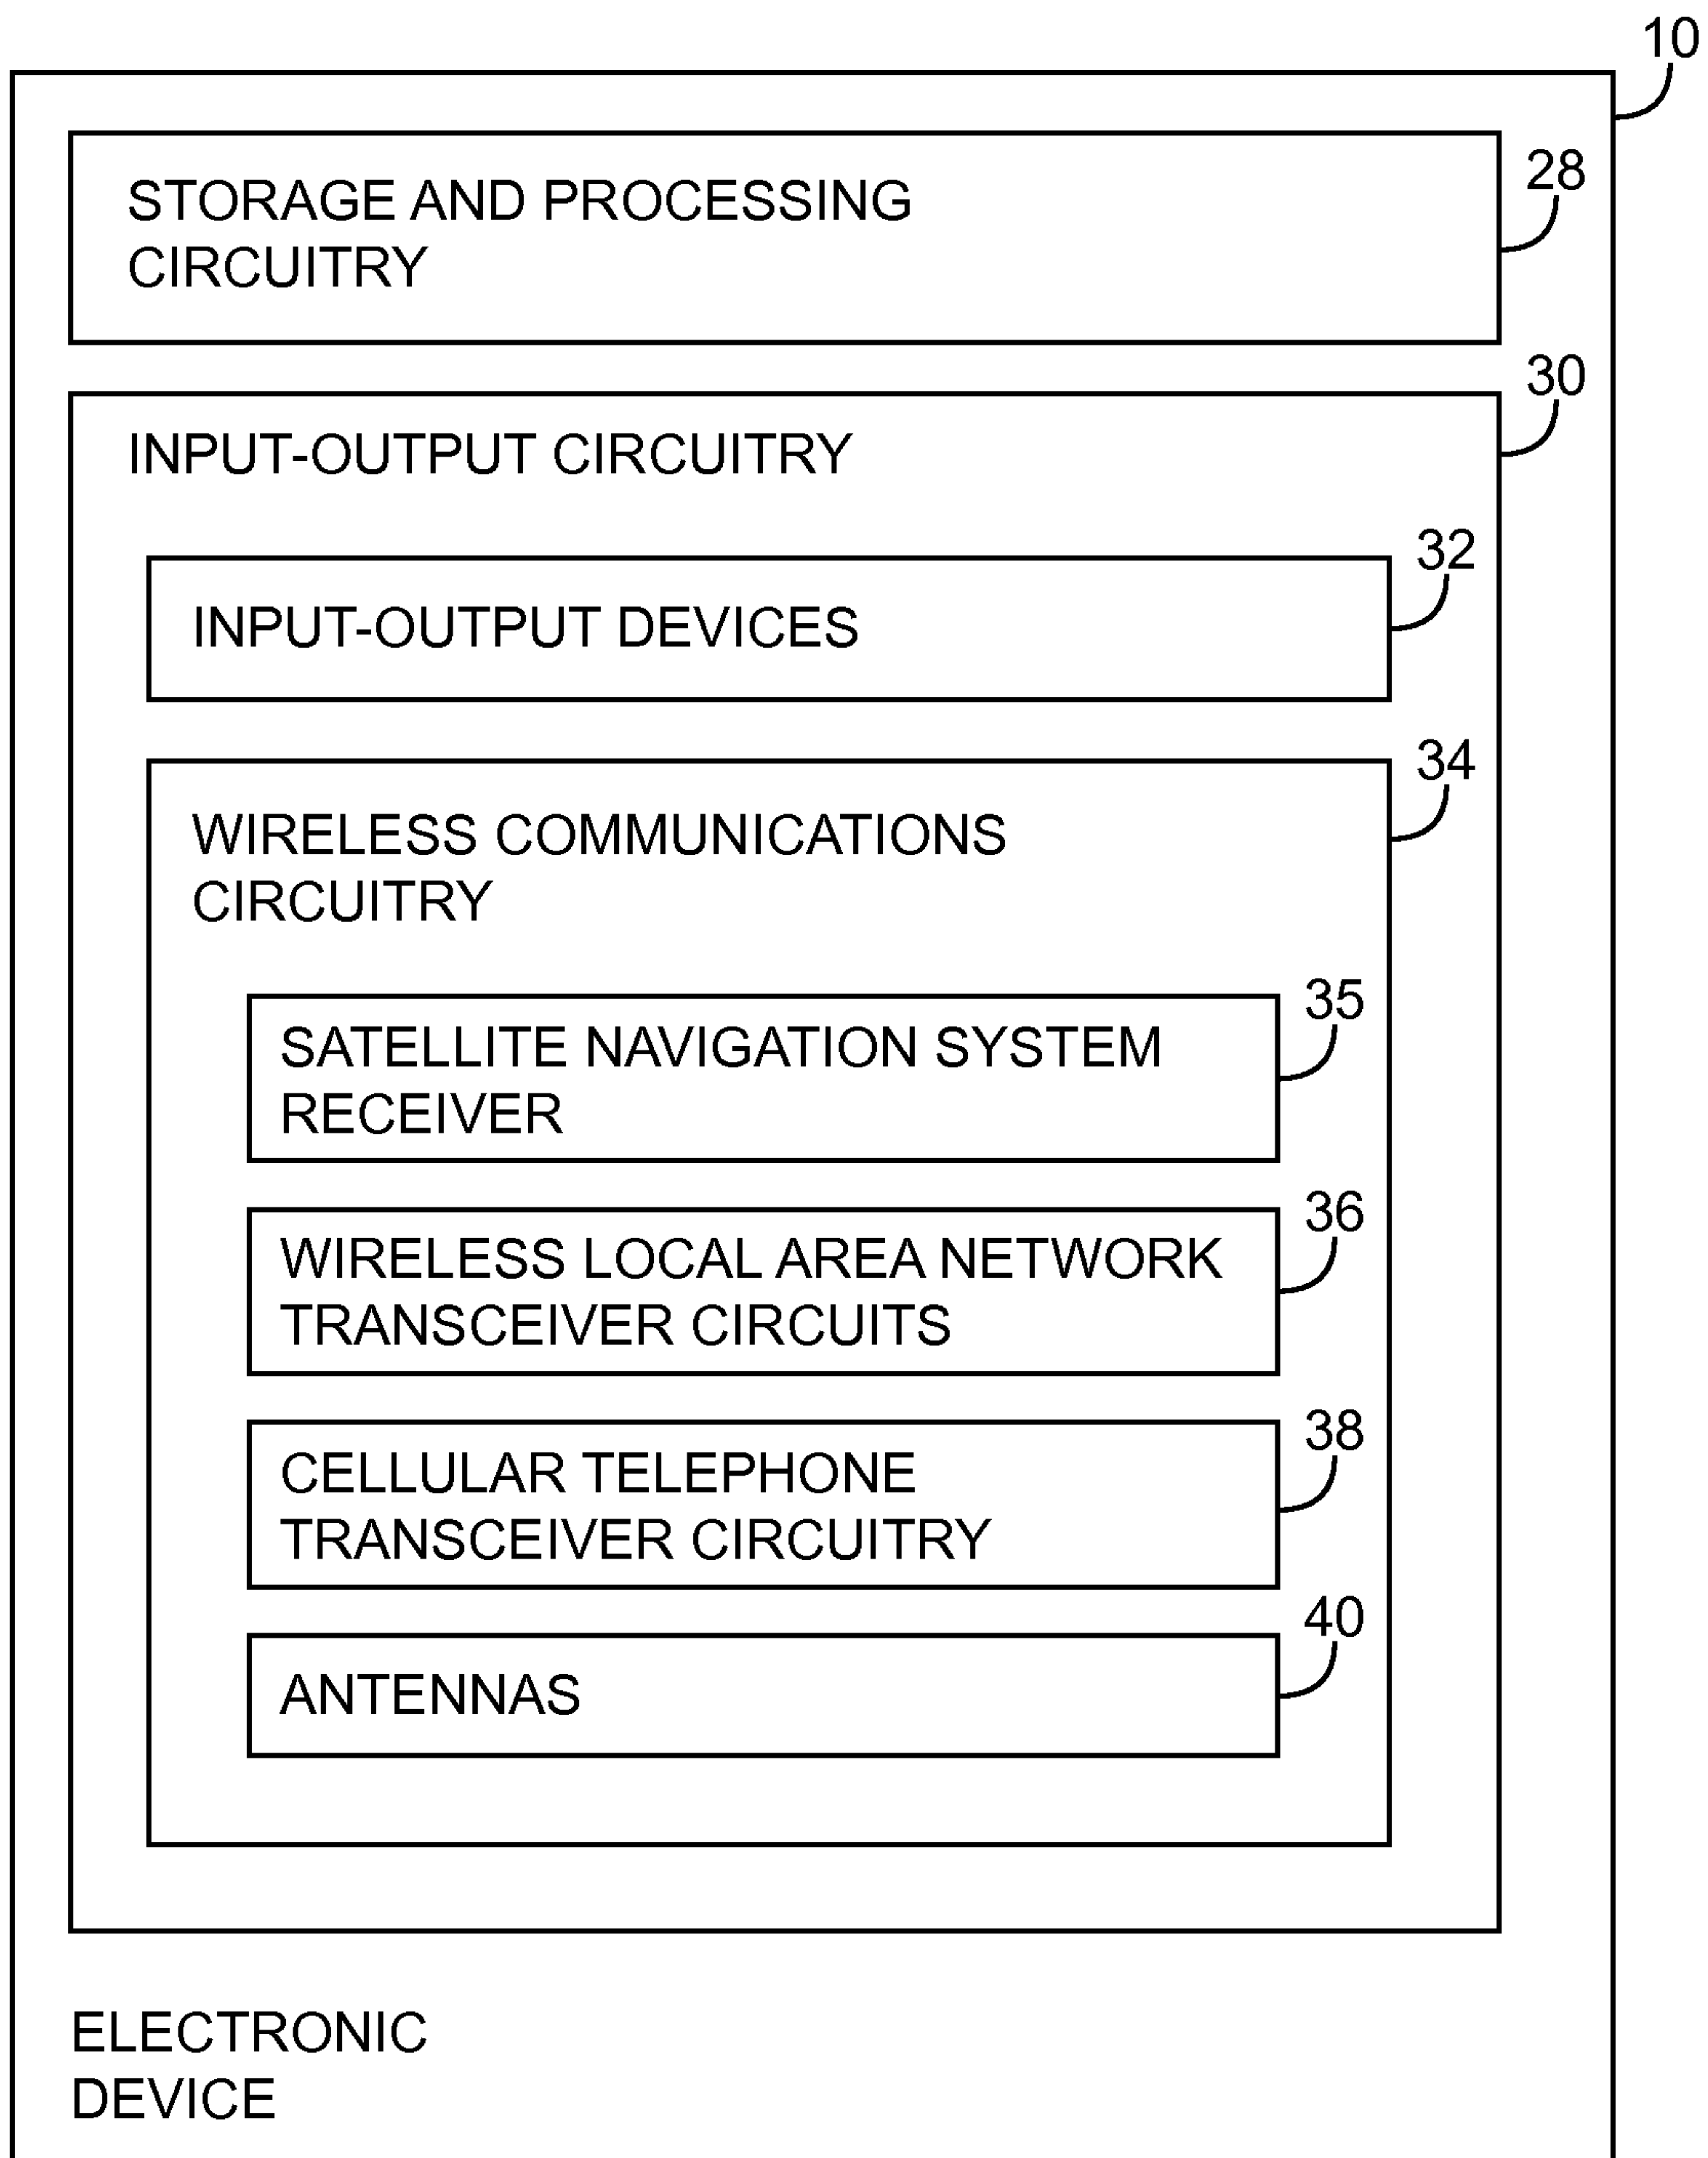 10
STORAGE AND PROCESSING
CIRCUITRY
28
INPUT-OUTPUT CIRCUITRY
30
INPUT-OUTPUT DEVICES
32
WIRELESS COMMUNICATIONS
CIRCUITRY
34
SATELLITE NAVIGATION SYSTEM
RECEIVER
35
WIRELESS LOCAL AREA NETWORK
TRANSCEIVER CIRCUITS
36
CELLULAR TELEPHONE
TRANSCEIVER CIRCUITRY
38
ANTENNAS
40
ELECTRONIC
DEVICE